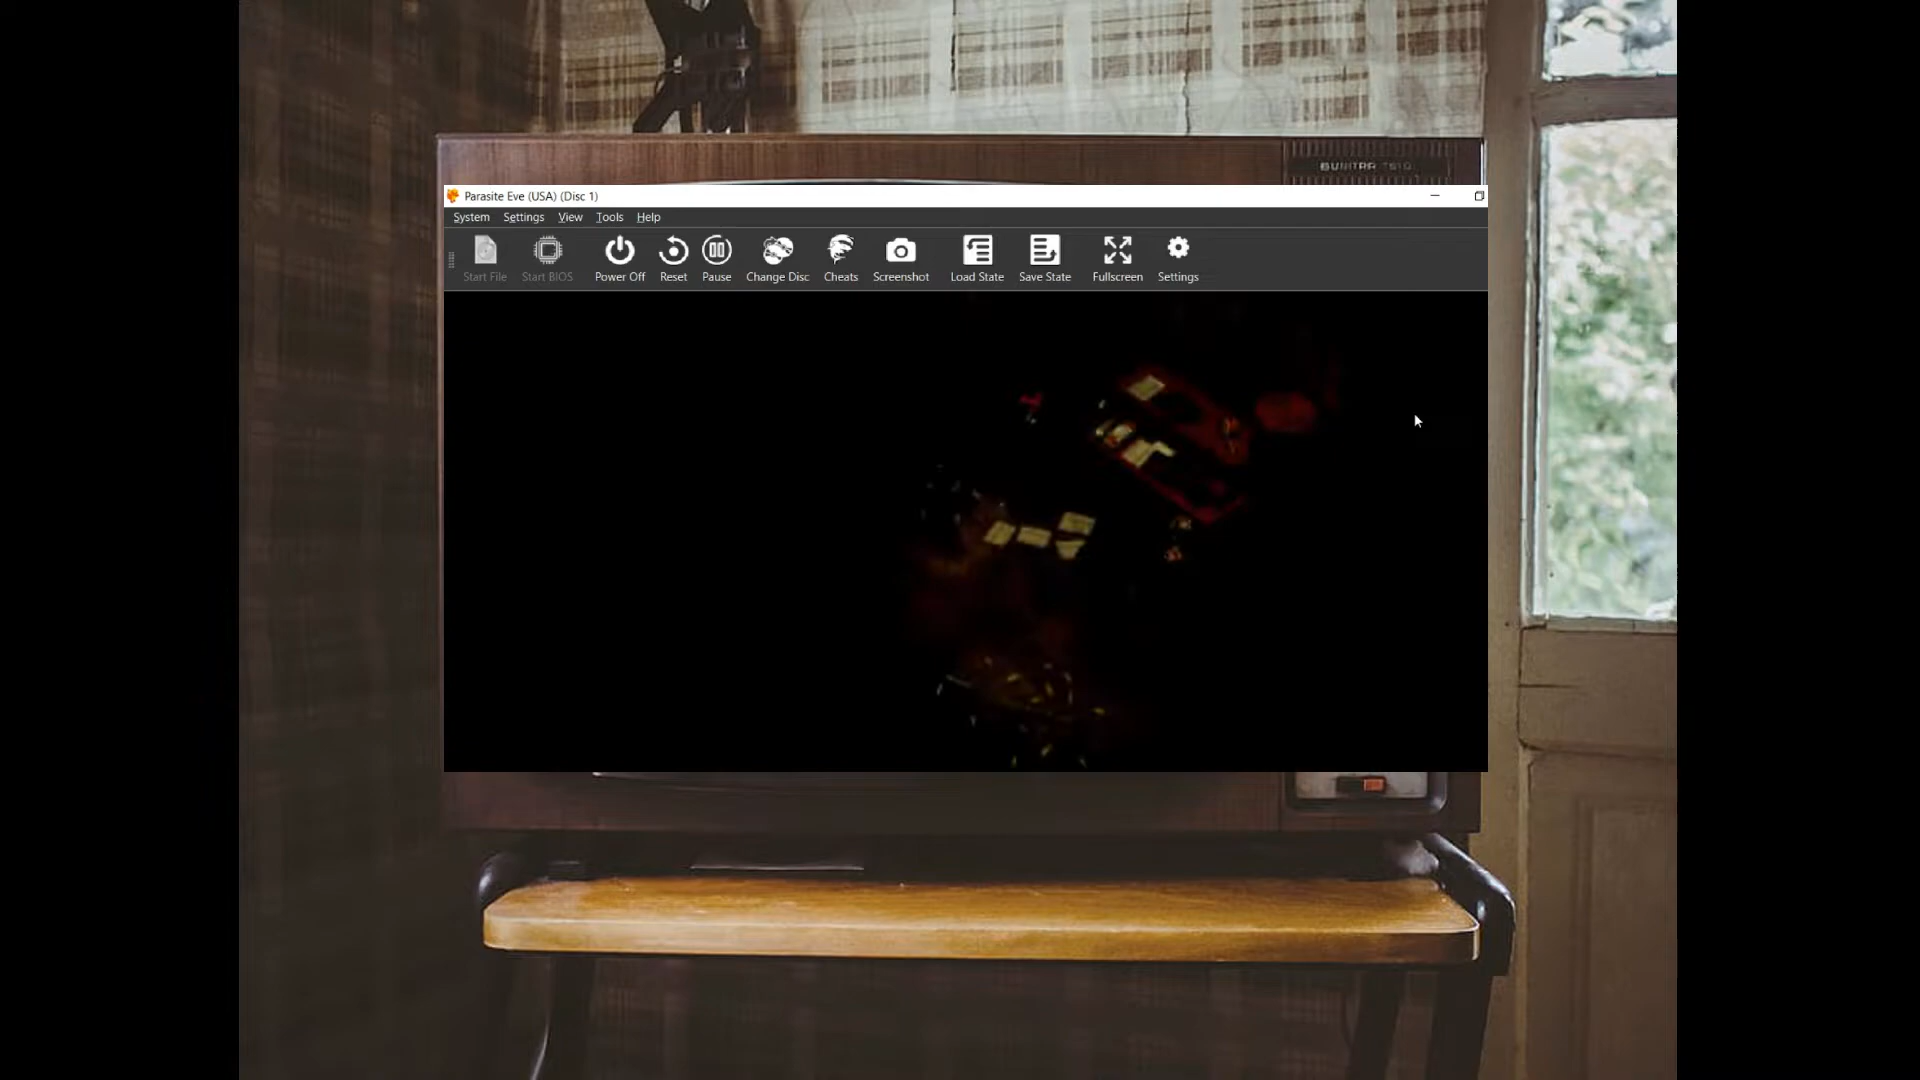 Parasite Eve (USA) (Disc 1)
System Settings View Tools Help
Start File Start BIOS Power Off Reset Pause Change Disc Cheats Screenshot Load State Save State Fullscreen Settings